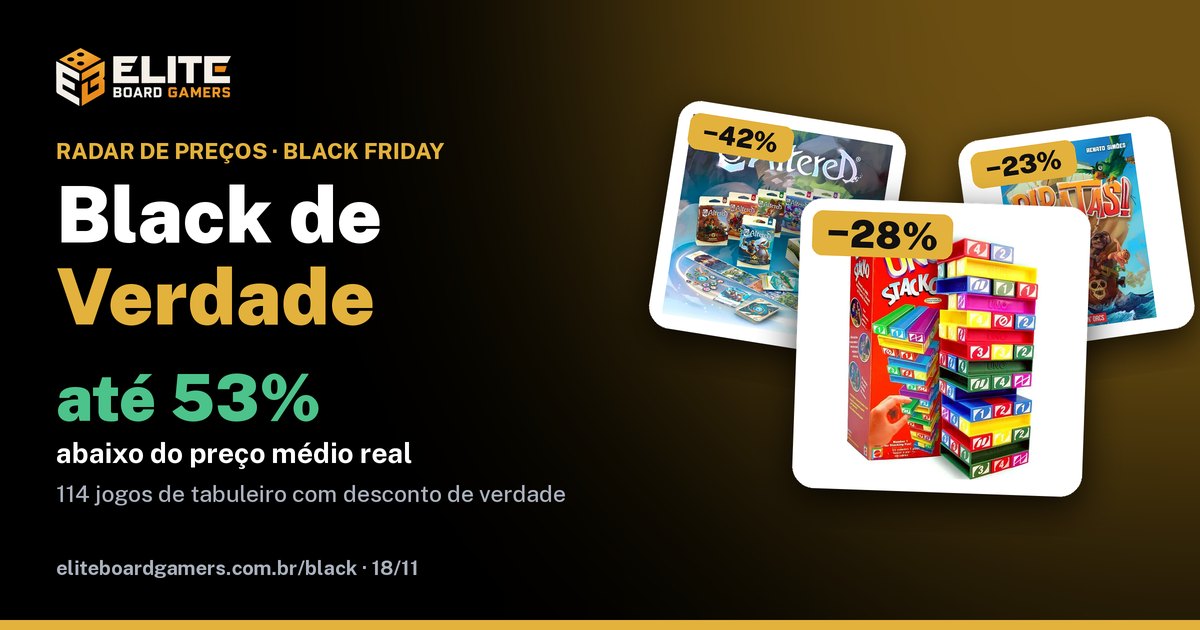 ELITE
BOARD GAMERS
RADAR DE PREÇOS · BLACK FRIDAY
Black de
Verdade
até 53%
abaixo do preço médio real
114 jogos de tabuleiro com desconto de verdade
eliteboardgamers.com.br/black · 18/11
−42%
Altered
−23%
RENATO SIMÕES
PIRATAS!!
−28%
UNO
STACKO